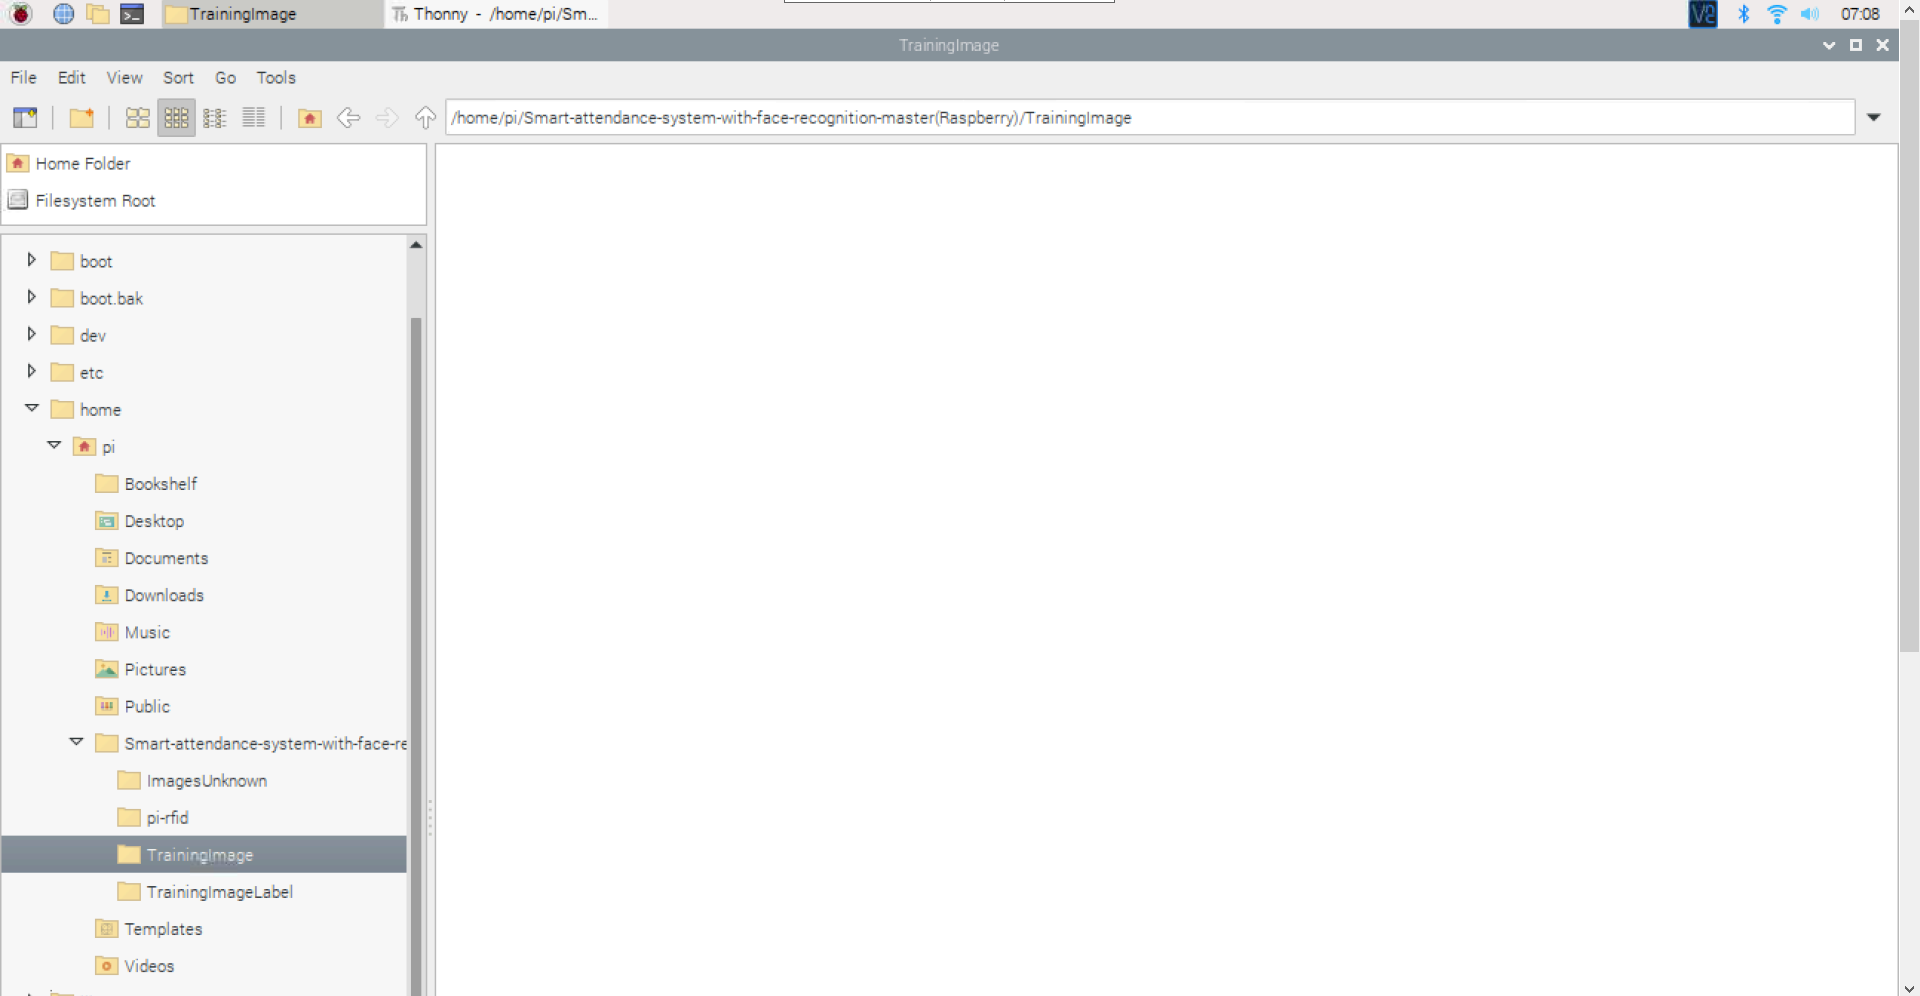 TrainingImage
Thonny - /home/pi/Sm...
07:08
TrainingImage
File Edit View Sort Go Tools
/home/pi/Smart-attendance-system-with-face-recognition-master(Raspberry)/TrainingImage
Home Folder
Filesystem Root
boot
boot.bak
dev
etc
home
pi
Bookshelf
Desktop
Documents
Downloads
Music
Pictures
Public
Smart-attendance-system-with-face-re
ImagesUnknown
pi-rfid
TrainingImage
TrainingImageLabel
Templates
Videos